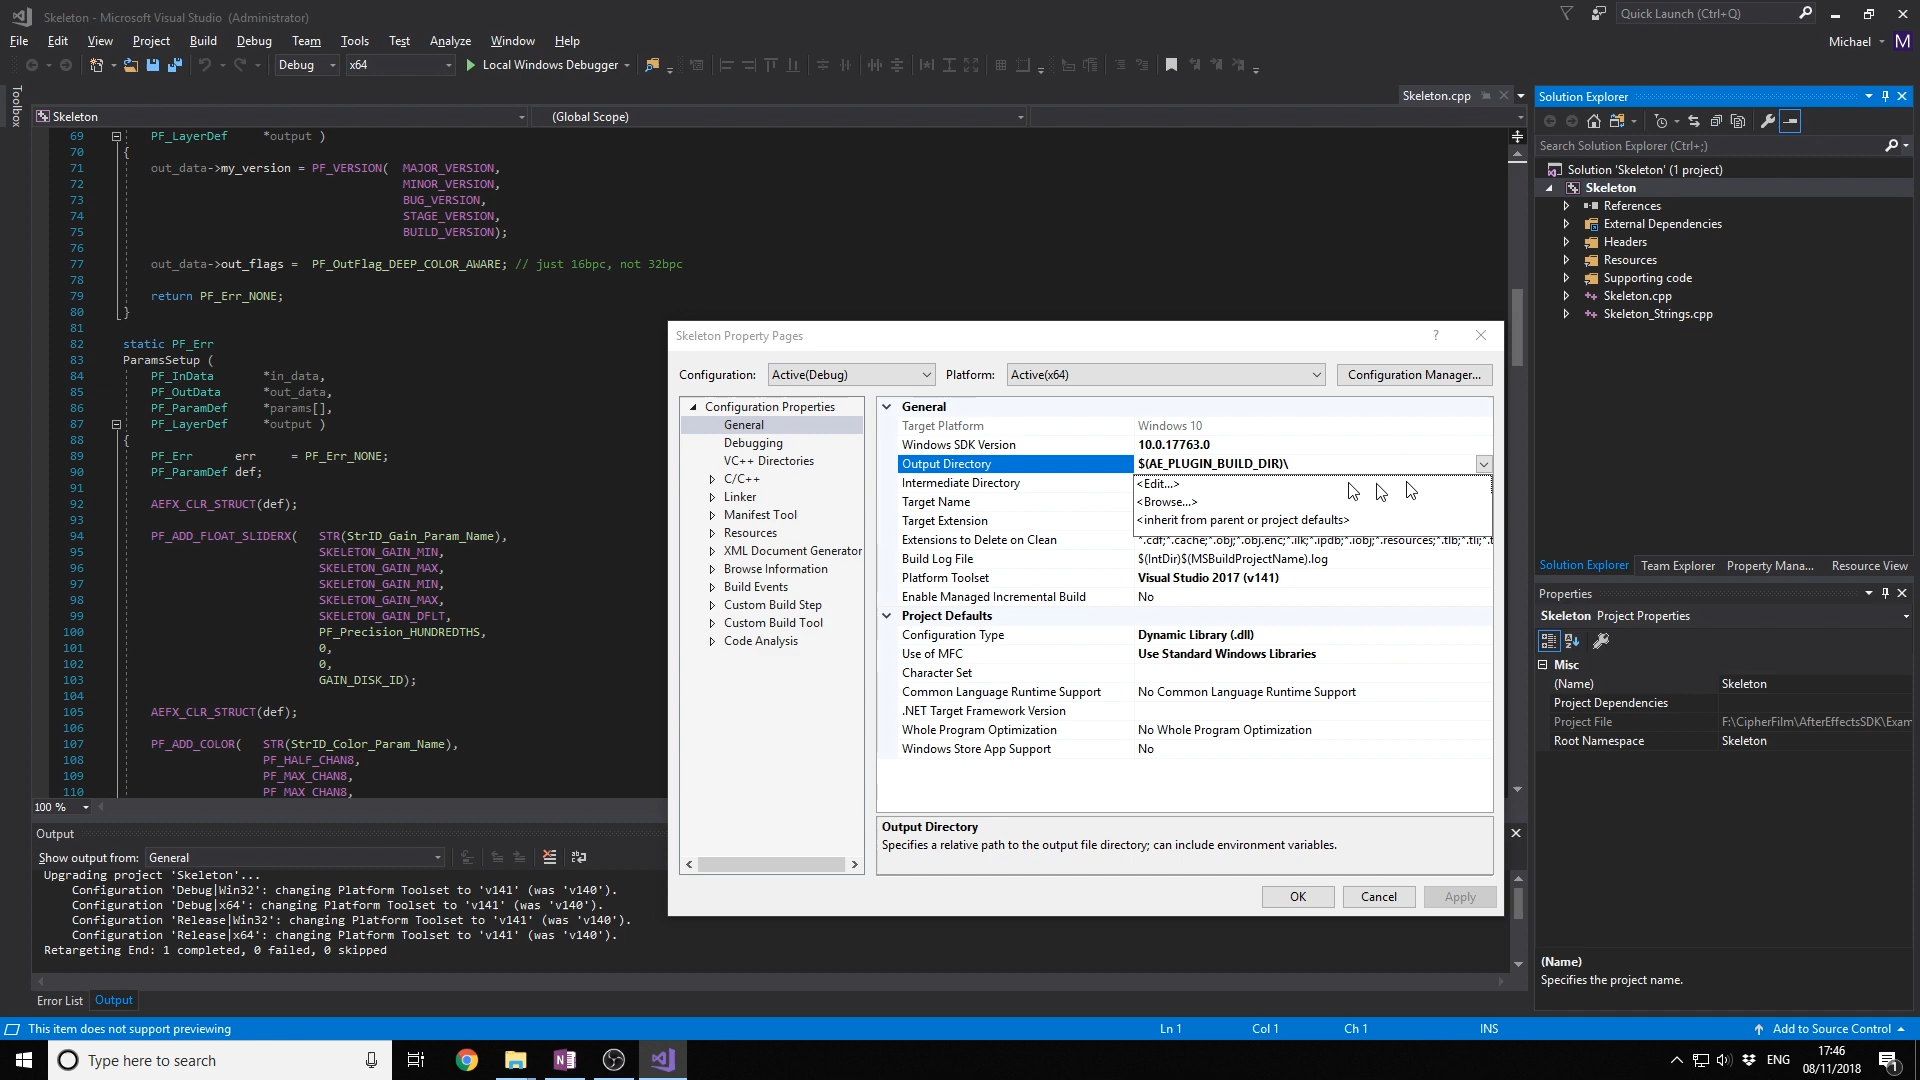 Skeleton - Microsoft Visual Studio (Administrator)
Quick Launch (Ctrl+Q)
File Edit View Project Build Debug Team Tools Test Analyze Window Help
Michael M
Debug x64 Local Windows Debugger
Toolbox
Skeleton.cpp
Skeleton (Global Scope)
69 PF_LayerDef *output )
70 {
71 out_data->my_version = PF_VERSION( MAJOR_VERSION,
72 MINOR_VERSION,
73 BUG_VERSION,
74 STAGE_VERSION,
75 BUILD_VERSION);
76
77 out_data->out_flags = PF_OutFlag_DEEP_COLOR_AWARE; // just 16bpc, not 32bpc
78
79 return PF_Err_NONE;
80 }
81
82 static PF_Err
83 ParamsSetup (
84 PF_InData *in_data,
85 PF_OutData *out_data,
86 PF_ParamDef *params[],
87 PF_LayerDef *output )
88 {
89 PF_Err err = PF_Err_NONE;
90 PF_ParamDef def;
91
92 AEFX_CLR_STRUCT(def);
93
94 PF_ADD_FLOAT_SLIDERX( STR(StrID_Gain_Param_Name),
95 SKELETON_GAIN_MIN,
96 SKELETON_GAIN_MAX,
97 SKELETON_GAIN_MIN,
98 SKELETON_GAIN_MAX,
99 SKELETON_GAIN_DFLT,
100 PF_Precision_HUNDREDTHS,
101 0,
102 0,
103 GAIN_DISK_ID);
104
105 AEFX_CLR_STRUCT(def);
106
107 PF_ADD_COLOR( STR(StrID_Color_Param_Name),
108 PF_HALF_CHAN8,
109 PF_MAX_CHAN8,
110 PF_MAX_CHAN8,
100 %
Skeleton Property Pages
?
Configuration: Active(Debug) Platform: Active(x64) Configuration Manager...
Configuration Properties
General
Debugging
VC++ Directories
C/C++
Linker
Manifest Tool
Resources
XML Document Generator
Browse Information
Build Events
Custom Build Step
Custom Build Tool
Code Analysis
General
Target Platform Windows 10
Windows SDK Version 10.0.17763.0
Output Directory $(AE_PLUGIN_BUILD_DIR)\
Intermediate Directory <Edit...>
Target Name <Browse...>
Target Extension <inherit from parent or project defaults>
Extensions to Delete on Clean *.cdf;*.cache;*.obj;*.obj.enc;*.ilk;*.ipdb;*.iobj;*.resources;*.tlb;*.tli;*.t
Build Log File $(IntDir)$(MSBuildProjectName).log
Platform Toolset Visual Studio 2017 (v141)
Enable Managed Incremental Build No
Project Defaults
Configuration Type Dynamic Library (.dll)
Use of MFC Use Standard Windows Libraries
Character Set
Common Language Runtime Support No Common Language Runtime Support
.NET Target Framework Version
Whole Program Optimization No Whole Program Optimization
Windows Store App Support No
Output Directory
Specifies a relative path to the output file directory; can include environment variables.
OK Cancel Apply
Output
Show output from: General
Upgrading project 'Skeleton'...
Configuration 'Debug|Win32': changing Platform Toolset to 'v141' (was 'v140').
Configuration 'Debug|x64': changing Platform Toolset to 'v141' (was 'v140').
Configuration 'Release|Win32': changing Platform Toolset to 'v141' (was 'v140').
Configuration 'Release|x64': changing Platform Toolset to 'v141' (was 'v140').
Retargeting End: 1 completed, 0 failed, 0 skipped
Error List Output
Solution Explorer
Search Solution Explorer (Ctrl+;)
Solution 'Skeleton' (1 project)
Skeleton
References
External Dependencies
Headers
Resources
Supporting code
Skeleton.cpp
Skeleton_Strings.cpp
Solution Explorer Team Explorer Property Mana... Resource View
Properties
Skeleton Project Properties
Misc
(Name) Skeleton
Project Dependencies
Project File F:\CipherFilm\AfterEffectsSDK\Exam
Root Namespace Skeleton
(Name)
Specifies the project name.
This item does not support previewing
Ln 1 Col 1 Ch 1 INS
Add to Source Control
Type here to search
ENG
17:46
08/11/2018
1